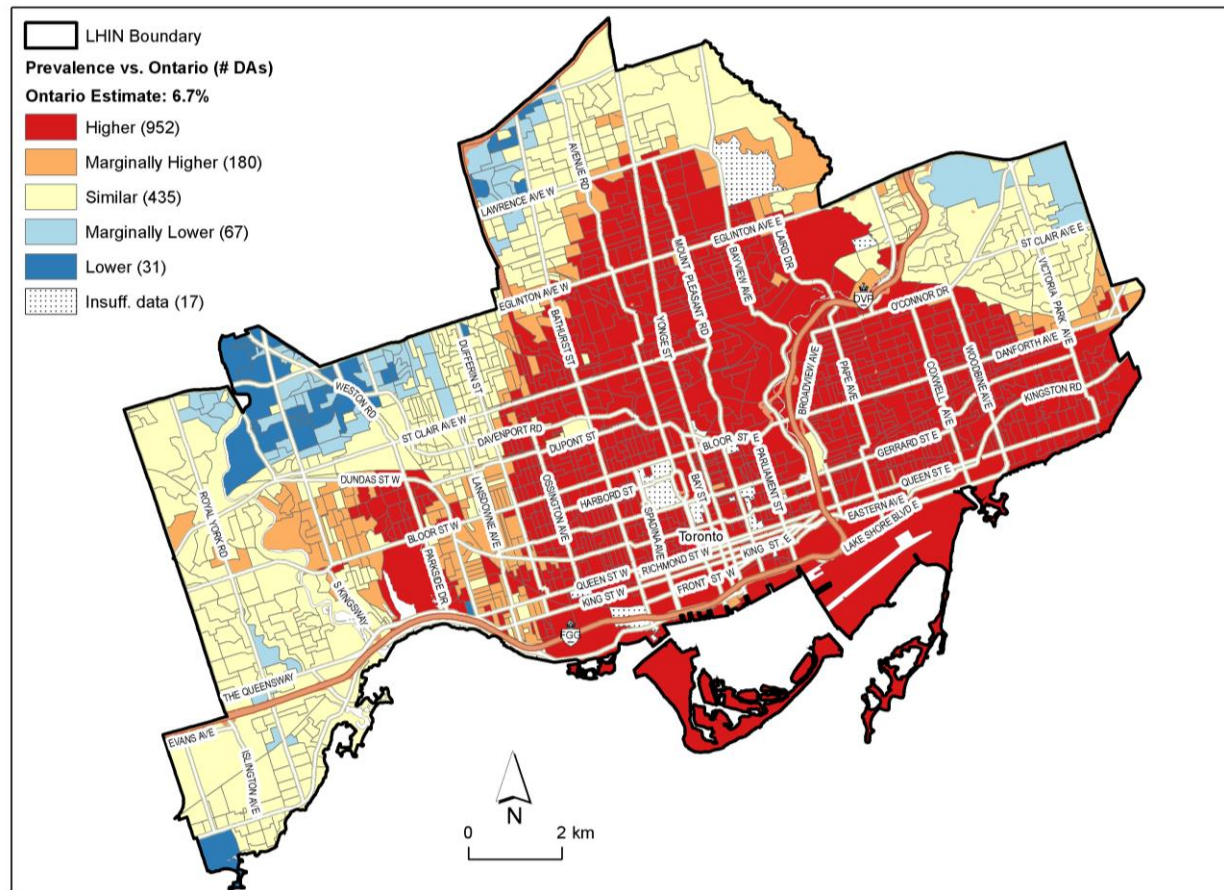 LHIN Boundary
Prevalence vs. Ontario (# DAs)
Ontario Estimate: 6.7%
Higher (952)
Marginally Higher (180)
Similar (435)
Marginally Lower (67)
Lower (31)
Insuff. data (17)
AVENUE RD
LAWRENCE AVE W
EGLINTON AVE E
LAIRD DR
BAYVIEW AVE
MOUNT PLEASANT RD
ST CLAIR AVE E
VICTORIA PARK AVE
EGLINTON AVE W
BATHURST ST
YONGE ST
DVP
O'CONNOR DR
DUFFERIN ST
DANFORTH AVE
WOODBINE AVE
COXWELL AVE
PAPE AVE
BROADVIEW AVE
KINGSTON RD
WESTON RD
ST CLAIR AVE W
DAVENPORT RD
DUPONT ST
BLOOR ST E
PARLIAMENT ST
GERRARD ST E
QUEEN ST E
EASTERN AVE
LAKE SHORE BLVD E
DUNDAS ST W
HARBORD ST
BAY ST
SPADINA AVE
OSSINGTON AVE
LANSDOWNE AVE
ROYAL YORK RD
BLOOR ST W
PARKSIDE DR
S KINGSWAY
Toronto
QUEEN ST W
RICHMOND ST W
KING ST E
KING ST W
FRONT ST W
FGG
THE QUEENSWAY
EVANS AVE
ISLINGTON AVE
N
0 2 km